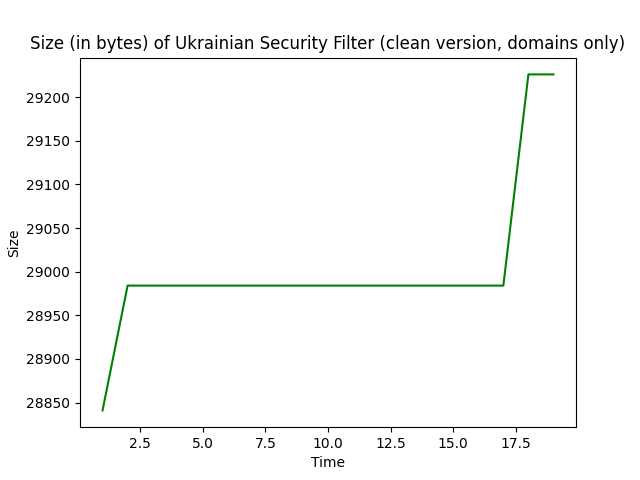 Size (in bytes) of Ukrainian Security Filter (clean version, domains only)
29200
29150
29100
29050
29000
28950
28900
28850
Size
2.5 5.0 7.5 10.0 12.5 15.0 17.5
Time